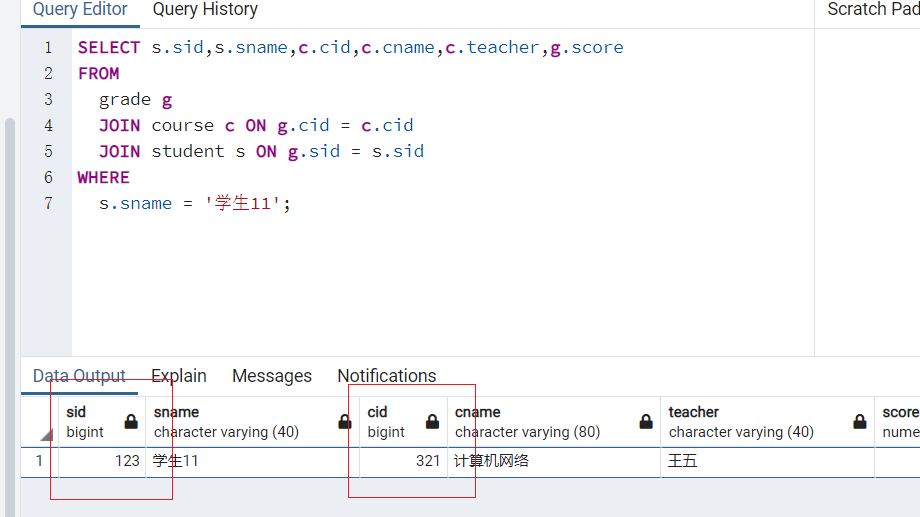 Query Editor Query History Scratch Pad
1 SELECT s.sid,s.sname,c.cid,c.cname,c.teacher,g.score
2 FROM
3 grade g
4 JOIN course c ON g.cid = c.cid
5 JOIN student s ON g.sid = s.sid
6 WHERE
7 s.sname = '学生11';
Data Output Explain Messages Notifications
sid sname cid cname teacher score
bigint character varying (40) bigint character varying (80) character varying (40) nume
1 123 学生11 321 计算机网络 王五